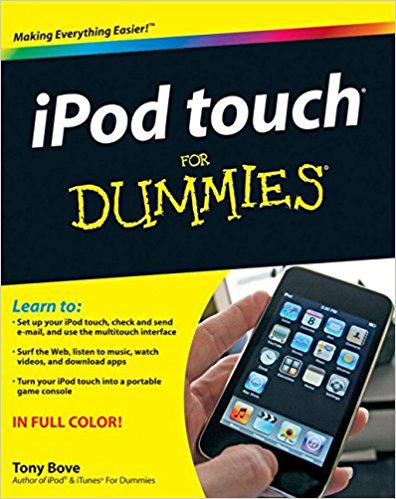 Making Everything Easier!™
iPod touch®
FOR
DUMMIES®
Learn to:
• Set up your iPod touch, check and send
e-mail, and use the multitouch interface
• Surf the Web, listen to music, watch
videos, and download apps
• Turn your iPod touch into a portable
game console
IN FULL COLOR!
Tony Bove
Author of iPod® & iTunes® For Dummies